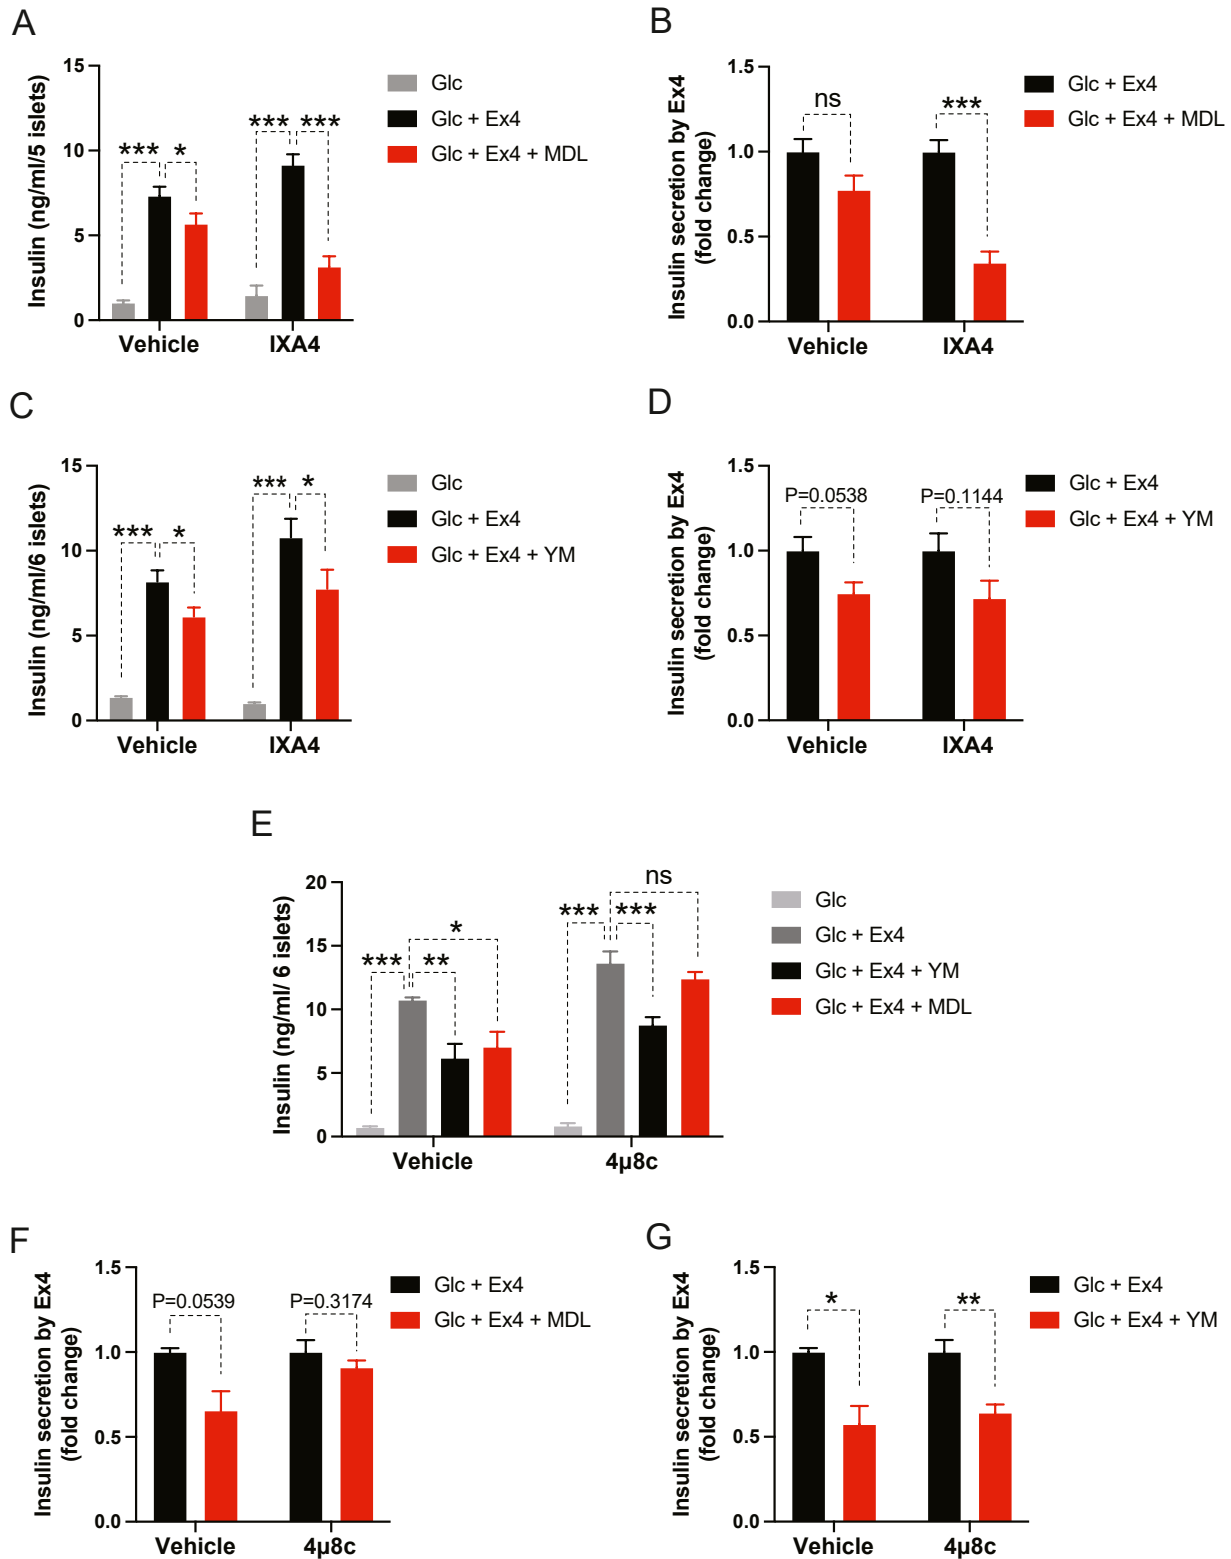 A
Insulin (ng/ml/5 islets)
15
10
5
0
*** *
*** ***
Vehicle
IXA4
Glc
Glc + Ex4
Glc + Ex4 + MDL
B
Insulin secretion by Ex4
(fold change)
1.5
1.0
0.5
0.0
ns
***
Vehicle
IXA4
Glc + Ex4
Glc + Ex4 + MDL
C
Insulin (ng/ml/6 islets)
15
10
5
0
*** *
*** *
Vehicle
IXA4
Glc
Glc + Ex4
Glc + Ex4 + YM
D
Insulin secretion by Ex4
(fold change)
1.5
1.0
0.5
0.0
P=0.0538
P=0.1144
Vehicle
IXA4
Glc + Ex4
Glc + Ex4 + YM
E
Insulin (ng/ml/ 6 islets)
20
15
10
5
0
*
*** **
ns
*** ***
Vehicle
4µ8c
Glc
Glc + Ex4
Glc + Ex4 + YM
Glc + Ex4 + MDL
F
Insulin secretion by Ex4
(fold change)
1.5
1.0
0.5
0.0
P=0.0539
P=0.3174
Vehicle
4µ8c
Glc + Ex4
Glc + Ex4 + MDL
G
Insulin secretion by Ex4
(fold change)
1.5
1.0
0.5
0.0
*
**
Vehicle
4µ8c
Glc + Ex4
Glc + Ex4 + YM